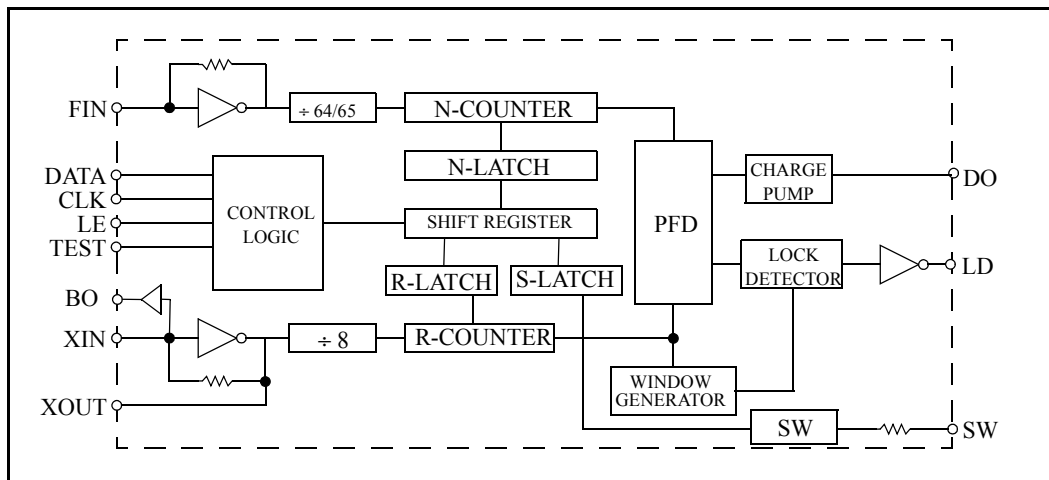 FIN
÷ 64/65
N-COUNTER
N-LATCH
DATA
CLK
LE
TEST
CONTROL
LOGIC
SHIFT REGISTER
PFD
CHARGE
PUMP
DO
LOCK
DETECTOR
LD
R-LATCH
S-LATCH
BO
XIN
÷ 8
R-COUNTER
XOUT
WINDOW
GENERATOR
SW
SW